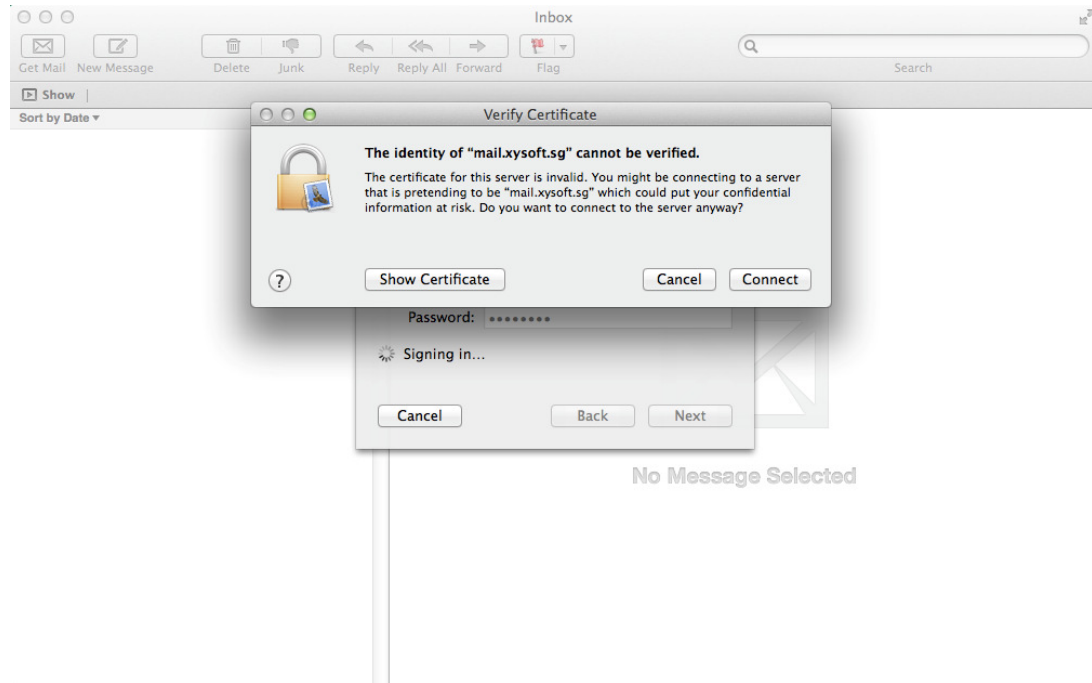 Inbox
Get Mail New Message Delete Junk Reply Reply All Forward Flag Search
Show
Sort by Date
Verify Certificate
The identity of “mail.xysoft.sg” cannot be verified.
The certificate for this server is invalid. You might be connecting to a server
that is pretending to be “mail.xysoft.sg” which could put your confidential
information at risk. Do you want to connect to the server anyway?
? Show Certificate Cancel Connect
Password: ••••••••
Signing in...
Cancel Back Next
No Message Selected